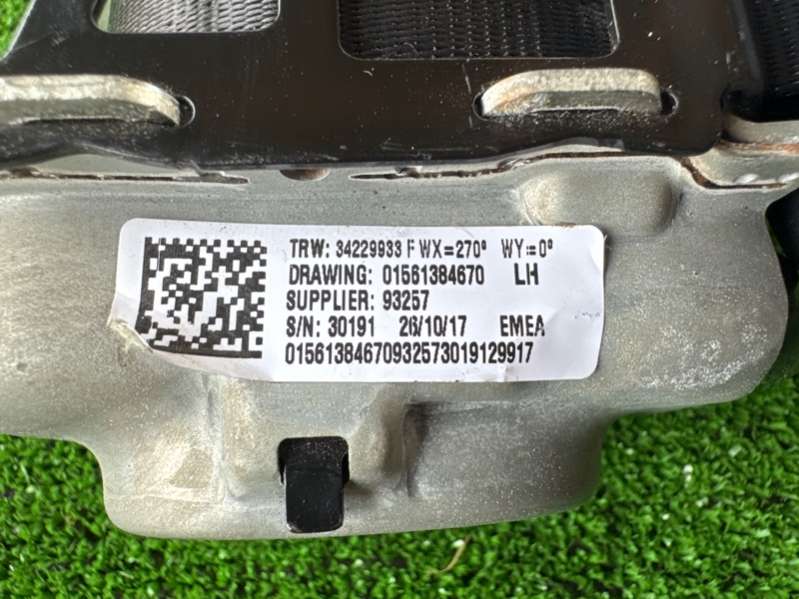 TRW: 34229933 F WX=270° WY=0°
DRAWING: 01561384670 LH
SUPPLIER: 93257
S/N: 30191 26/10/17 EMEA
01561384670932573019129917